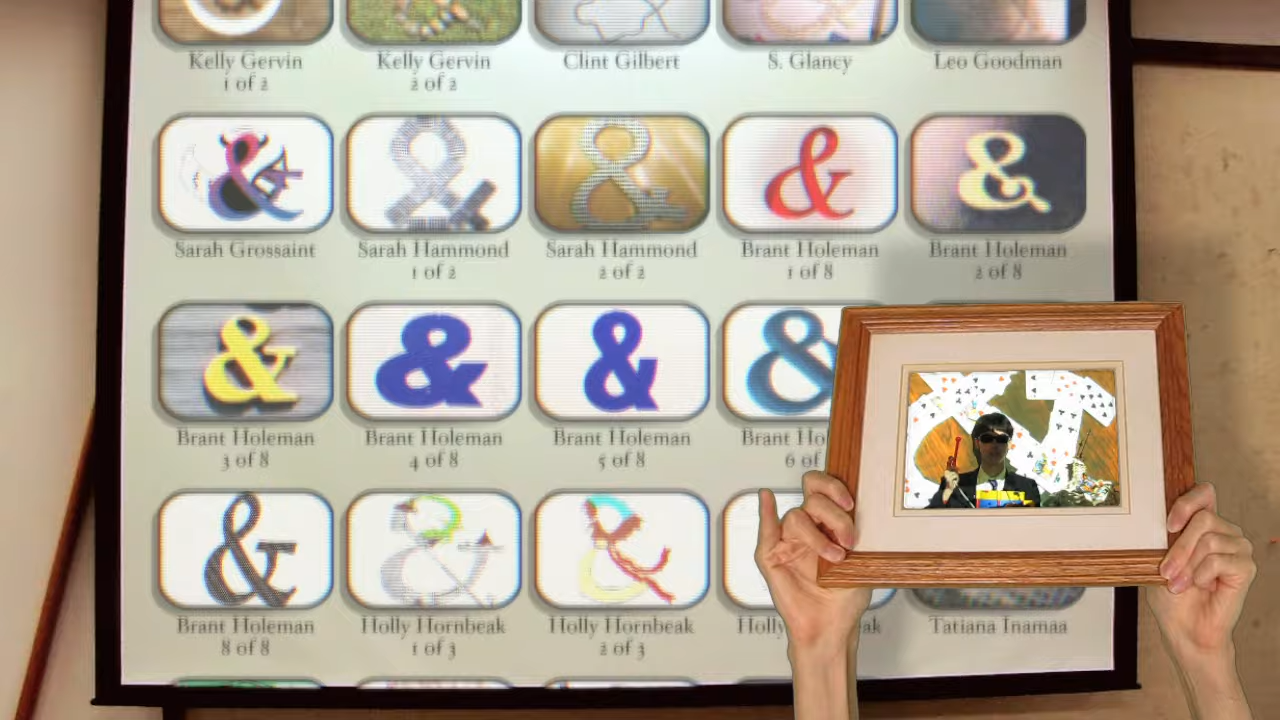 Kelly Gervin
1 of 2
Kelly Gervin
2 of 2
Clint Gilbert
S. Glancy
Leo Goodman
&
&
&
&
&
Sarah Grossaint
Sarah Hammond
1 of 2
Sarah Hammond
2 of 2
Brant Holeman
1 of 8
Brant Holeman
2 of 8
&
&
&
&
Brant Holeman
3 of 8
Brant Holeman
4 of 8
Brant Holeman
5 of 8
Brant Ho
6 of
&
&
&
Brant Holeman
8 of 8
Holly Hornbeak
1 of 3
Holly Hornbeak
2 of 3
Holly
eak
Tatiana Inamaa